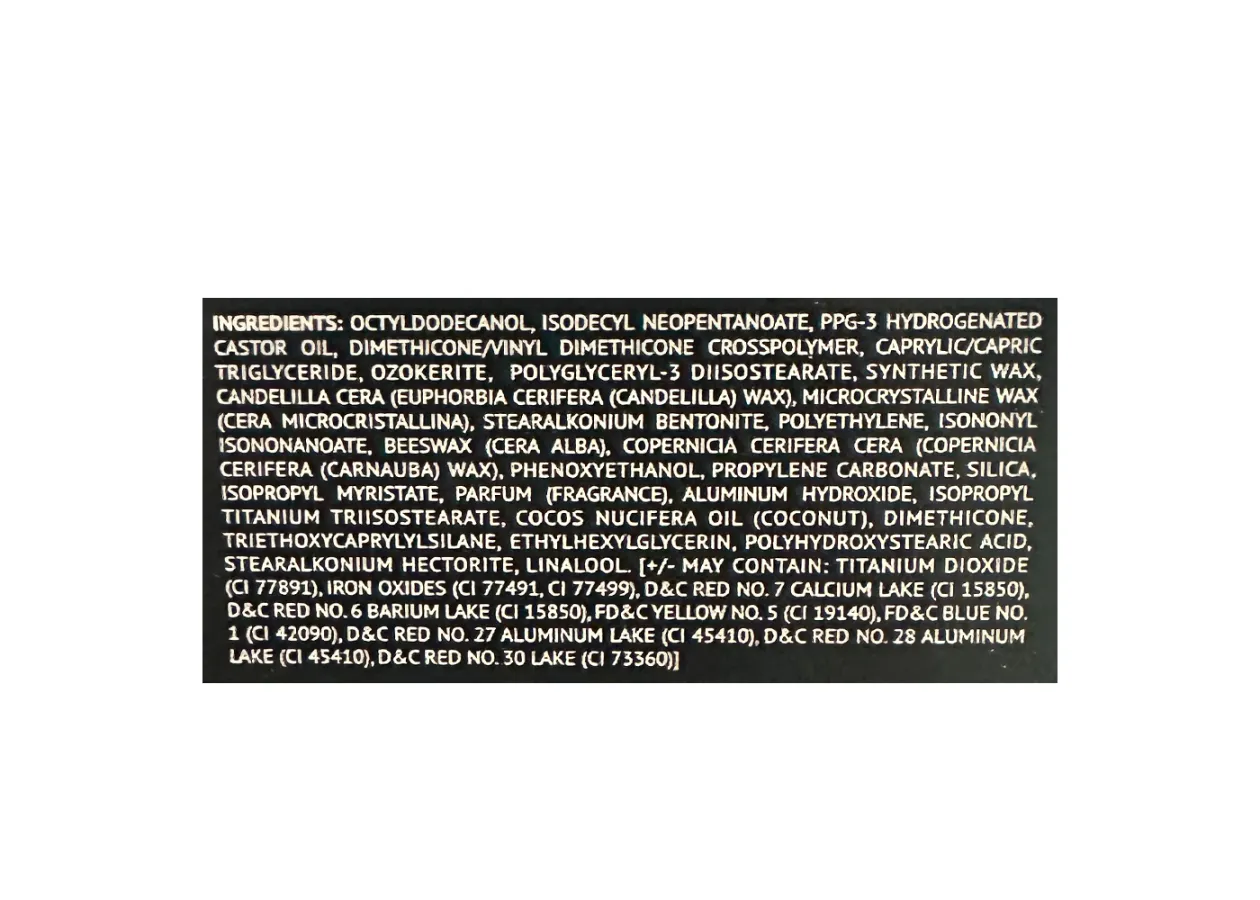 INGREDIENTS: OCTYLDODECANOL, ISODECYL NEOPENTANOATE, PPG-3 HYDROGENATED
CASTOR OIL, DIMETHICONE/VINYL DIMETHICONE CROSSPOLYMER, CAPRYLIC/CAPRIC
TRIGLYCERIDE, OZOKERITE, POLYGLYCERYL-3 DIISOSTEARATE, SYNTHETIC WAX,
CANDELILLA CERA (EUPHORBIA CERIFERA (CANDELILLA) WAX), MICROCRYSTALLINE WAX
(CERA MICROCRISTALLINA), STEARALKONIUM BENTONITE, POLYETHYLENE, ISONONYL
ISONONANOATE, BEESWAX (CERA ALBA), COPERNICIA CERIFERA CERA (COPERNICIA
CERIFERA (CARNAUBA) WAX), PHENOXYETHANOL, PROPYLENE CARBONATE, SILICA,
ISOPROPYL MYRISTATE, PARFUM (FRAGRANCE), ALUMINUM HYDROXIDE, ISOPROPYL
TITANIUM TRIISOSTEARATE, COCOS NUCIFERA OIL (COCONUT), DIMETHICONE,
TRIETHOXYCAPRYLYLSILANE, ETHYLHEXYLGLYCERIN, POLYHYDROXYSTEARIC ACID,
STEARALKONIUM HECTORITE, LINALOOL. [+/- MAY CONTAIN: TITANIUM DIOXIDE
(CI 77891), IRON OXIDES (CI 77491, CI 77499), D&C RED NO. 7 CALCIUM LAKE (CI 15850),
D&C RED NO. 6 BARIUM LAKE (CI 15850), FD&C YELLOW NO. 5 (CI 19140), FD&C BLUE NO.
1 (CI 42090), D&C RED NO. 27 ALUMINUM LAKE (CI 45410), D&C RED NO. 28 ALUMINUM
LAKE (CI 45410), D&C RED NO. 30 LAKE (CI 73360)]